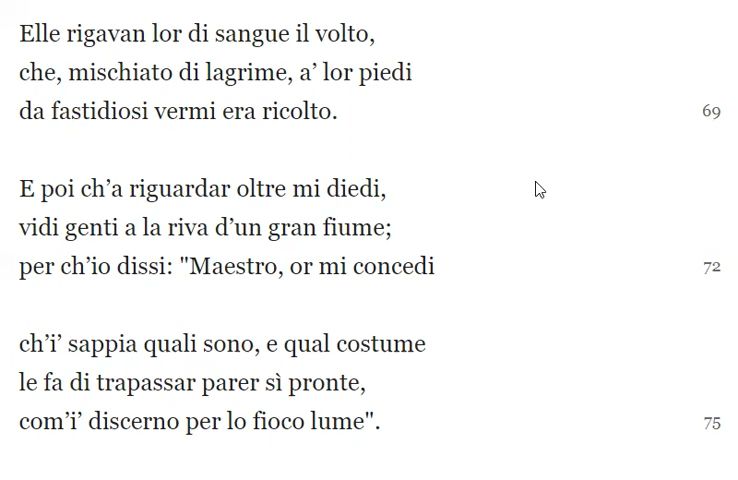 Elle rigavan lor di sangue il volto,
che, mischiato di lagrime, a’ lor piedi
da fastidiosi vermi era ricolto.
69
E poi ch’a riguardar oltre mi diedi,
vidi genti a la riva d’un gran fiume;
per ch’io dissi: "Maestro, or mi concedi
72
ch’i’ sappia quali sono, e qual costume
le fa di trapassar parer sì pronte,
com’i’ discerno per lo fioco lume".
75